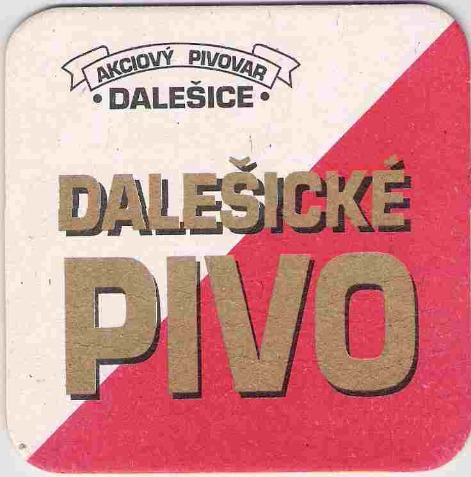 AKCIOVÝ PIVOVAR
• DALEŠICE •
DALEŠICKÉ
PIVO